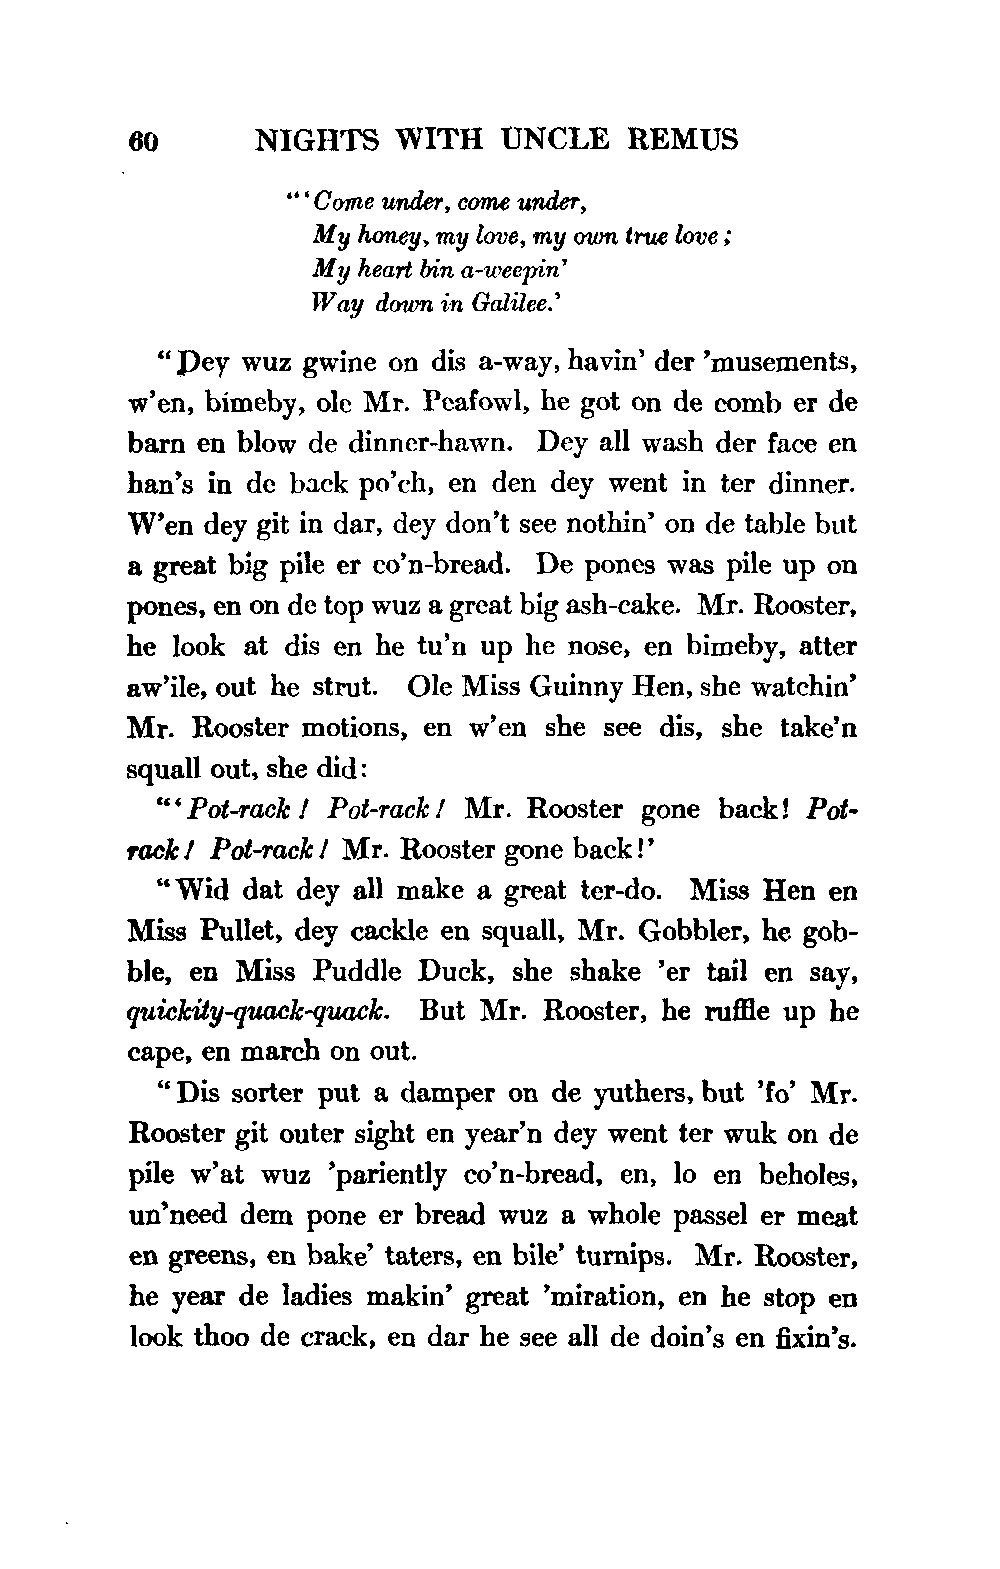 60 NIGHTS WITH UNCLE REMUS
"'Come under, come under,
My honey, my love, my own true love;
My heart bin a-weepin'
Way down in Galilee.'
"Dey wuz gwine on dis a-way, havin' der 'musements,
w'en, bimeby, ole Mr. Peafowl, he got on de comb er de
barn en blow de dinner-hawn. Dey all wash der face en
han's in de back po'ch, en den dey went in ter dinner.
W'en dey git in dar, dey don't see nothin' on de table but
a great big pile er co'n-bread. De pones was pile up on
pones, en on de top wuz a great big ash-cake. Mr. Rooster,
he look at dis en he tu'n up he nose, en bimeby, atter
aw'ile, out he strut. Ole Miss Guinny Hen, she watchin'
Mr. Rooster motions, en w'en she see dis, she take'n
squall out, she did:
"'Pot-rack! Pot-rack! Mr. Rooster gone back! Pot-
rack! Pot-rack! Mr. Rooster gone back!'
"Wid dat dey all make a great ter-do. Miss Hen en
Miss Pullet, dey cackle en squall, Mr. Gobbler, he gob-
ble, en Miss Puddle Duck, she shake 'er tail en say,
quickity-quack-quack. But Mr. Rooster, he ruffle up he
cape, en march on out.
"Dis sorter put a damper on de yuthers, but 'fo' Mr.
Rooster git outer sight en year'n dey went ter wuk on de
pile w'at wuz 'pariently co'n-bread, en, lo en beholes,
un'need dem pone er bread wuz a whole passel er meat
en greens, en bake' taters, en bile' turnips. Mr. Rooster,
he year de ladies makin' great 'miration, en he stop en
look thoo de crack, en dar he see all de doin's en fixin's.